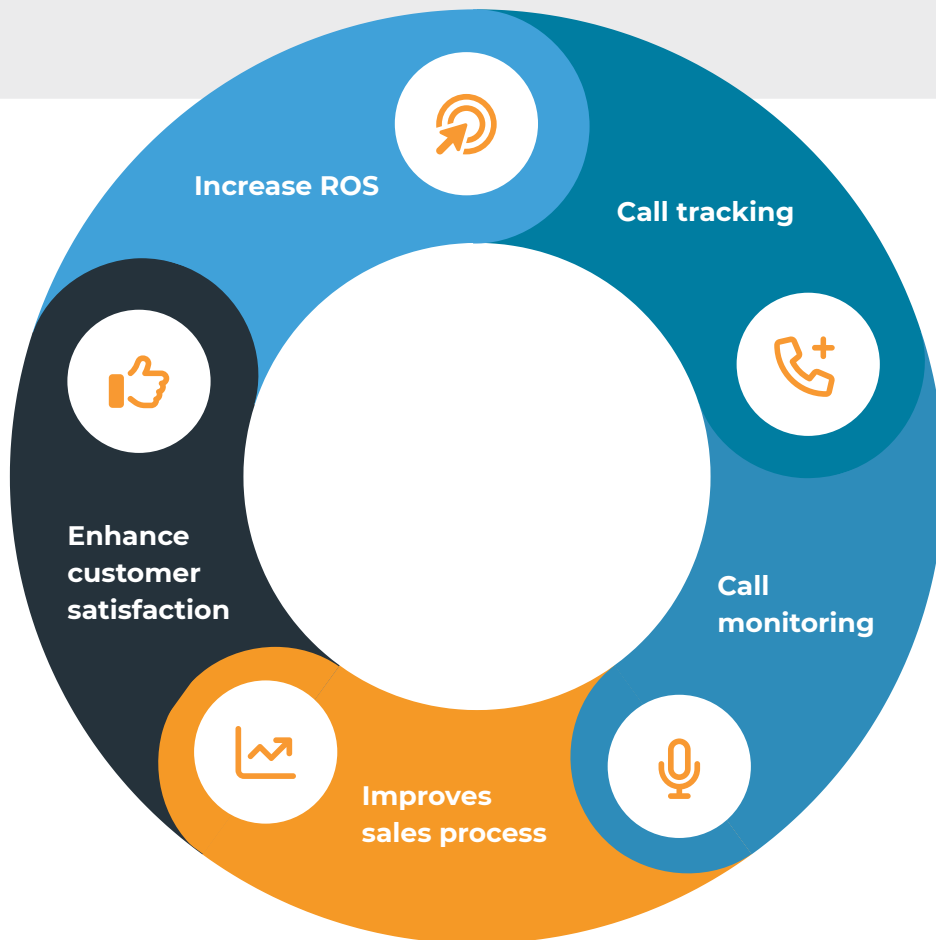 Increase ROS
Call tracking
Call
monitoring
Improves
sales process
Enhance
customer
satisfaction